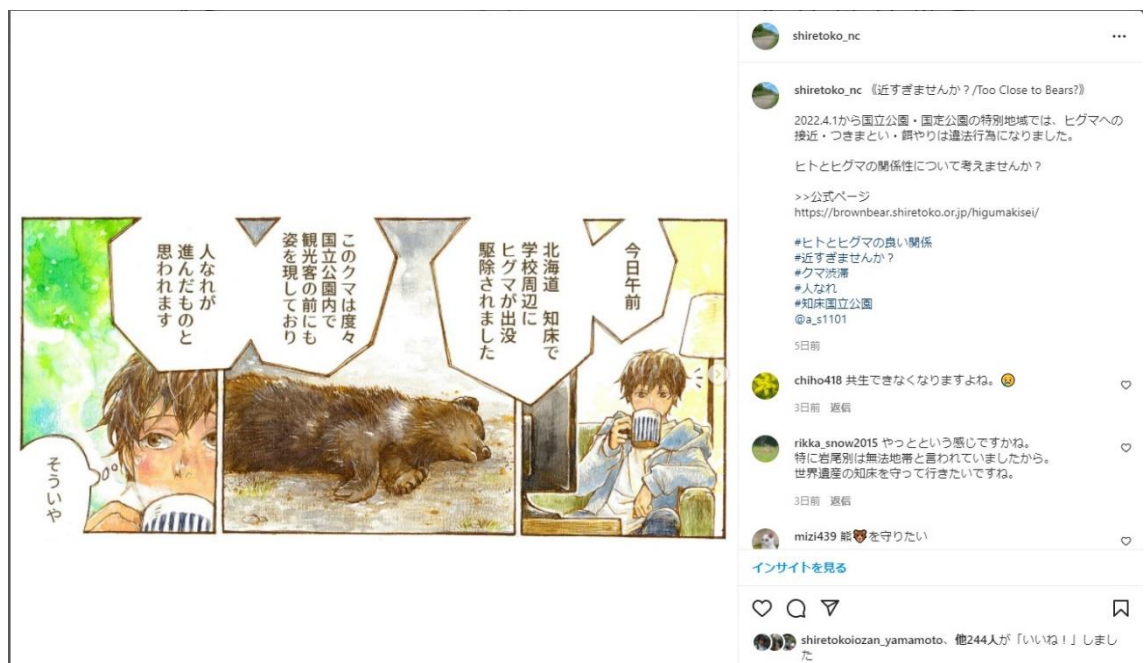 今日午前
北海道 知床で
学校周辺に
ヒグマが出没
駆除されました
このクマは度々
国立公園内で
観光客の前にも
姿を現しており
人なれが
進んだものと
思われます
そういや
shiretoko_nc
shiretoko_nc 《近すぎませんか？/Too Close to Bears?》
2022.4.1から国立公園・国定公園の特別地域では、ヒグマへの
接近・つきまとい・餌やりは違法行為になりました。
ヒトとヒグマの関係性について考えませんか？
>>公式ページ
https://brownbear.shiretoko.or.jp/higumakisei/
#ヒトとヒグマの良い関係
#近すぎませんか？
#クマ渋滞
#人なれ
#知床国立公園
@a_s1101
5日前
chiho418 共生できなくなりますよね。😢
3日前 返信
rikka_snow2015 やっとという感じですかね。
特に岩尾別は無法地帯と言われていましたから。
世界遺産の知床を守って行きたいですね。
3日前 返信
mizi439 能🐻を守りたい
インサイトを見る
shiretokoiozan_yamamoto、他244人が「いいね！」しまし
た